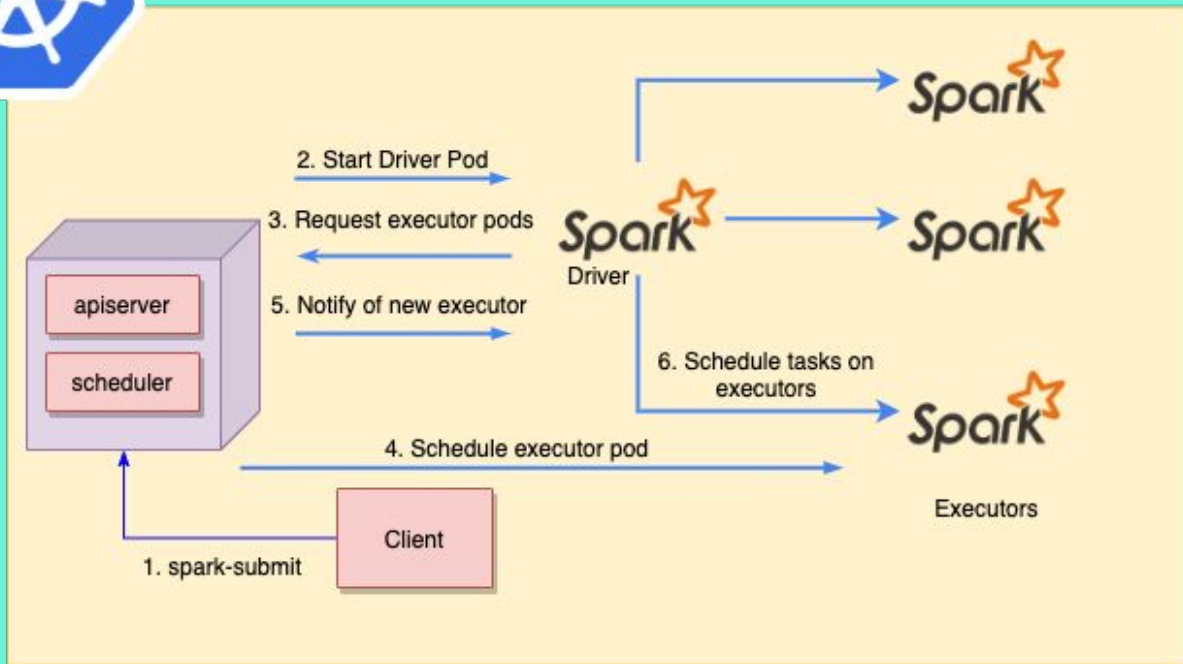 Spark
2. Start Driver Pod
3. Request executor pods
Spark
Spark
Driver
apiserver
5. Notify of new executor
scheduler
6. Schedule tasks on
executors
Spark
4. Schedule executor pod
Executors
Client
1. spark-submit